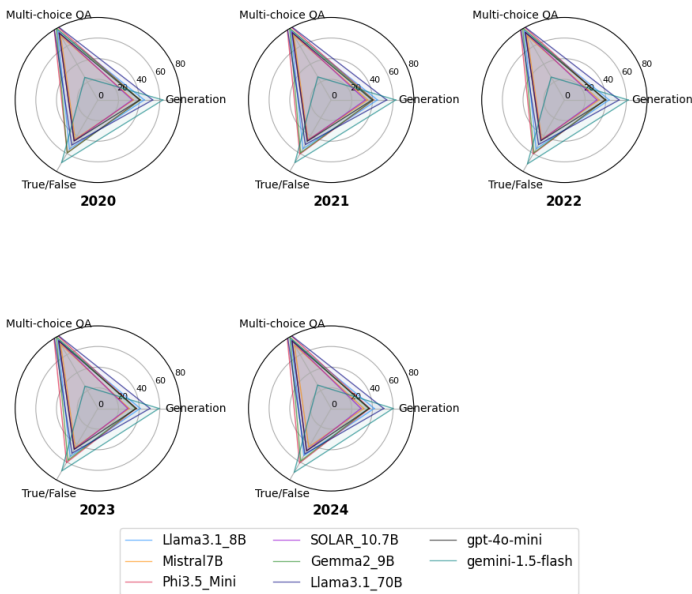 Multi-choice QA
80
60
40
20
0
Generation
True/False
2020
Multi-choice QA
80
60
40
20
0
Generation
True/False
2021
Multi-choice QA
80
60
40
20
0
Generation
True/False
2022
Multi-choice QA
80
60
40
20
0
Generation
True/False
2023
Multi-choice QA
80
60
40
20
0
Generation
True/False
2024
Llama3.1_8B
Mistral7B
Phi3.5_Mini
SOLAR_10.7B
Gemma2_9B
Llama3.1_70B
gpt-4o-mini
gemini-1.5-flash